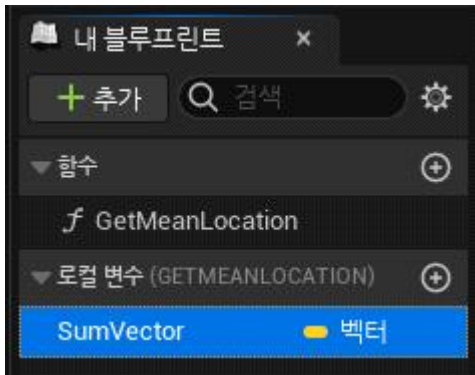 내 블루프린트
추가 검색
함수
f GetMeanLocation
로컬 변수 (GETMEANLOCATION)
SumVector 벡터